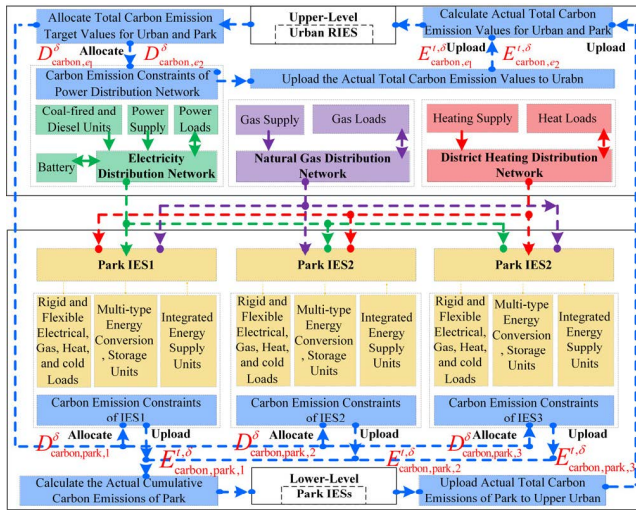 Allocate Total Carbon Emission
Target Values for Urban and Park
Upper-Level
Urban RIES
Calculate Actual Total Carbon
Emission Values for Urban and Park
D^δ_carbon,e1
Allocate
D^δ_carbon,e2
E^t,δ_carbon,e1
Upload
E^t,δ_carbon,e2
Upload
Carbon Emission Constraints of
Power Distribution Network
Upload the Actual Total Carbon Emission Values to Urabn
Coal-fired and
Diesel Units
Power
Supply
Power
Loads
Battery
Electricity
Distribution Network
Gas Supply
Gas Loads
Natural Gas Distribution
Network
Heating Supply
Heat Loads
District Heating Distribution
Network
Park IES1
Park IES2
Park IES2
Rigid and
Flexible
Electrical,
Gas, Heat,
and cold
Loads
Multi-type
Energy
Conversion
, Storage
Units
Integrated
Energy
Supply
Units
Rigid and
Flexible
Electrical,
Gas, Heat,
and cold
Loads
Multi-type
Energy
Conversion
, Storage
Units
Integrated
Energy
Supply
Units
Rigid and
Flexible
Electrical,
Gas, Heat,
and cold
Loads
Multi-type
Energy
Conversion
, Storage
Units
Integrated
Energy
Supply
Units
Carbon Emission Constraints
of IES1
Carbon Emission Constraints
of IES2
Carbon Emission Constraints
of IES3
D^δ_carbon,park,1
Allocate
Upload
E^t,δ_carbon,park,1
D^δ_carbon,park,2
Allocate
Upload
E^t,δ_carbon,park,2
D^δ_carbon,park,3
Allocate
Upload
E^t,δ_carbon,park,3
Calculate the Actual Cumulative
Carbon Emissions of Park
Lower-Level
Park IESs
Upload Actual Total Carbon
Emissions of Park to Upper Urban